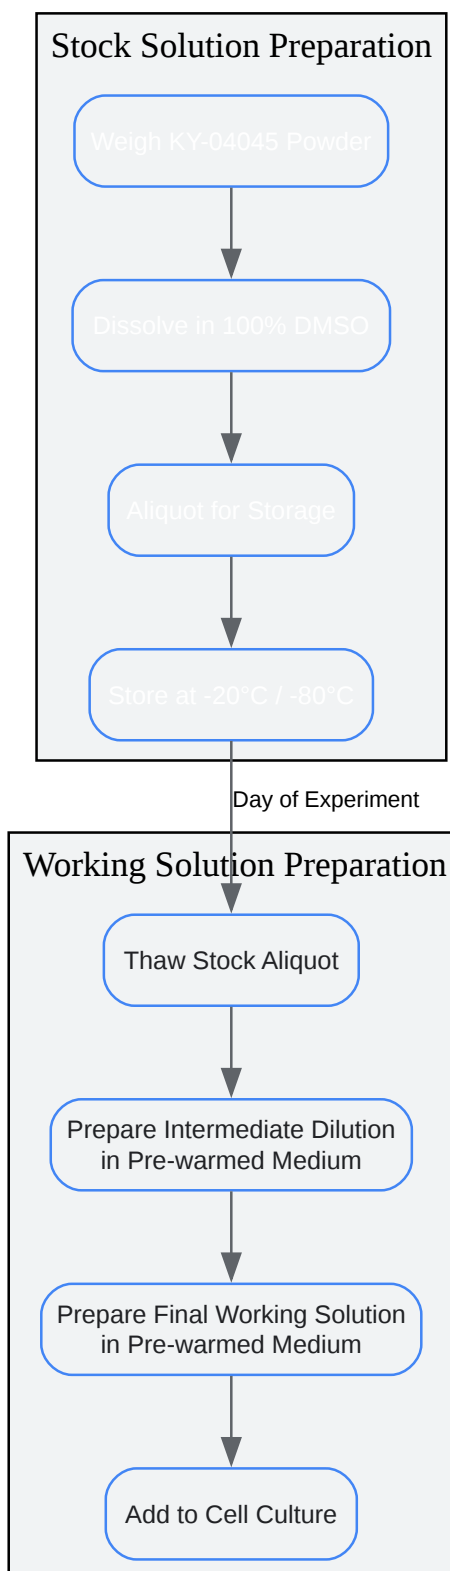 Stock Solution Preparation
Weigh KY-04045 Powder
Dissolve in 100% DMSO
Aliquot for Storage
Store at -20°C / -80°C
Day of Experiment
Working Solution Preparation
Thaw Stock Aliquot
Prepare Intermediate Dilution
in Pre-warmed Medium
Prepare Final Working Solution
in Pre-warmed Medium
Add to Cell Culture